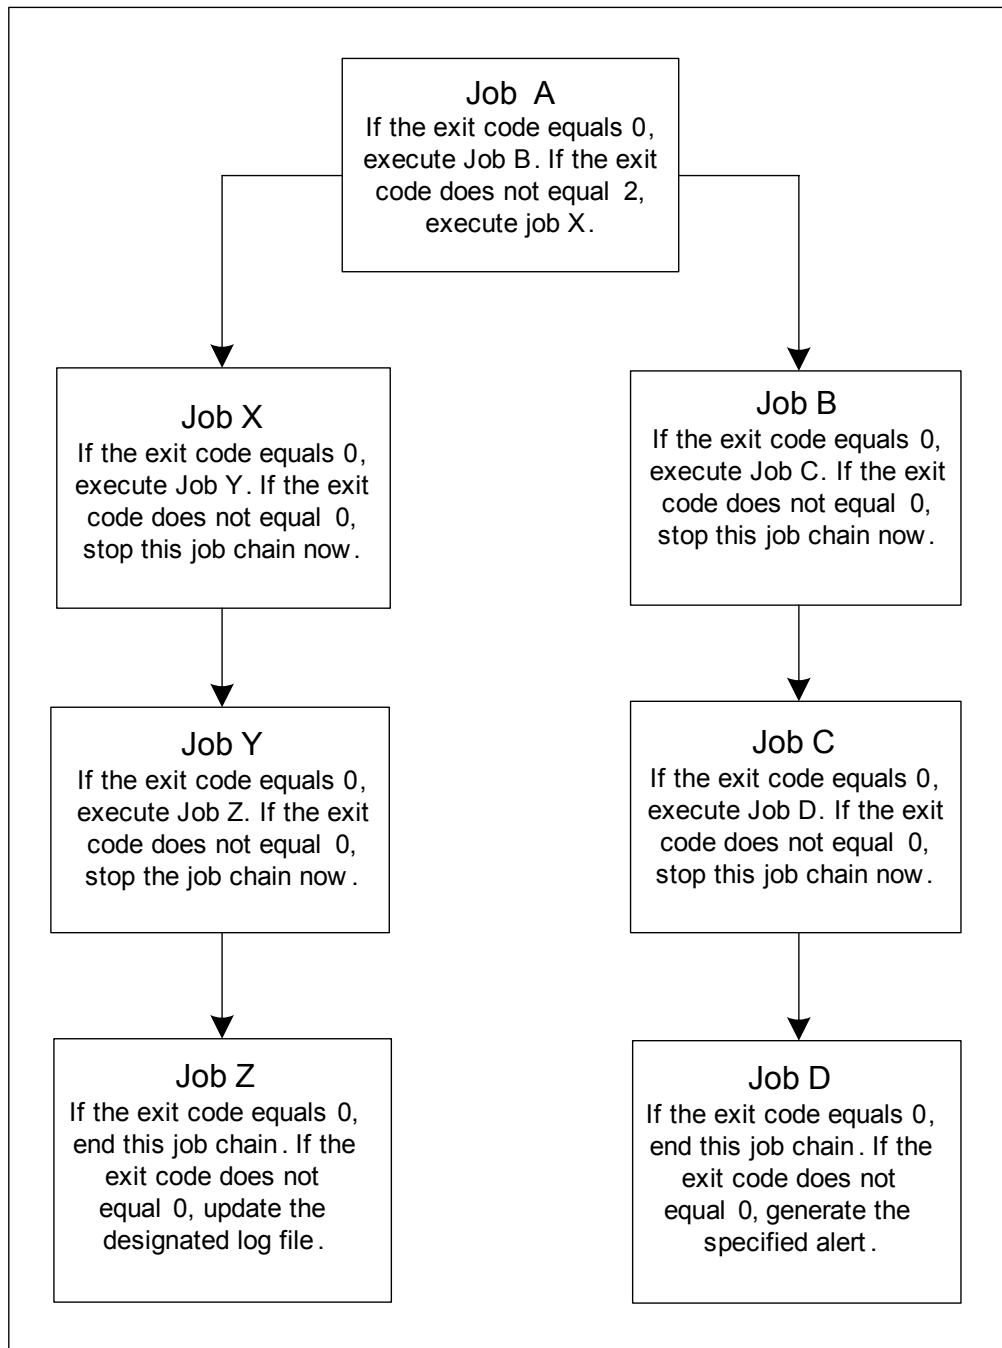 Job A
If the exit code equals 0,
execute Job B. If the exit
code does not equal 2,
execute job X.
Job X
If the exit code equals 0,
execute Job Y. If the exit
code does not equal 0,
stop this job chain now.
Job B
If the exit code equals 0,
execute Job C. If the exit
code does not equal 0,
stop this job chain now.
Job Y
If the exit code equals 0,
execute Job Z. If the exit
code does not equal 0,
stop the job chain now.
Job C
If the exit code equals 0,
execute Job D. If the exit
code does not equal 0,
stop this job chain now.
Job Z
If the exit code equals 0,
end this job chain. If the
exit code does not
equal 0, update the
designated log file.
Job D
If the exit code equals 0,
end this job chain. If the
exit code does not
equal 0, generate the
specified alert.